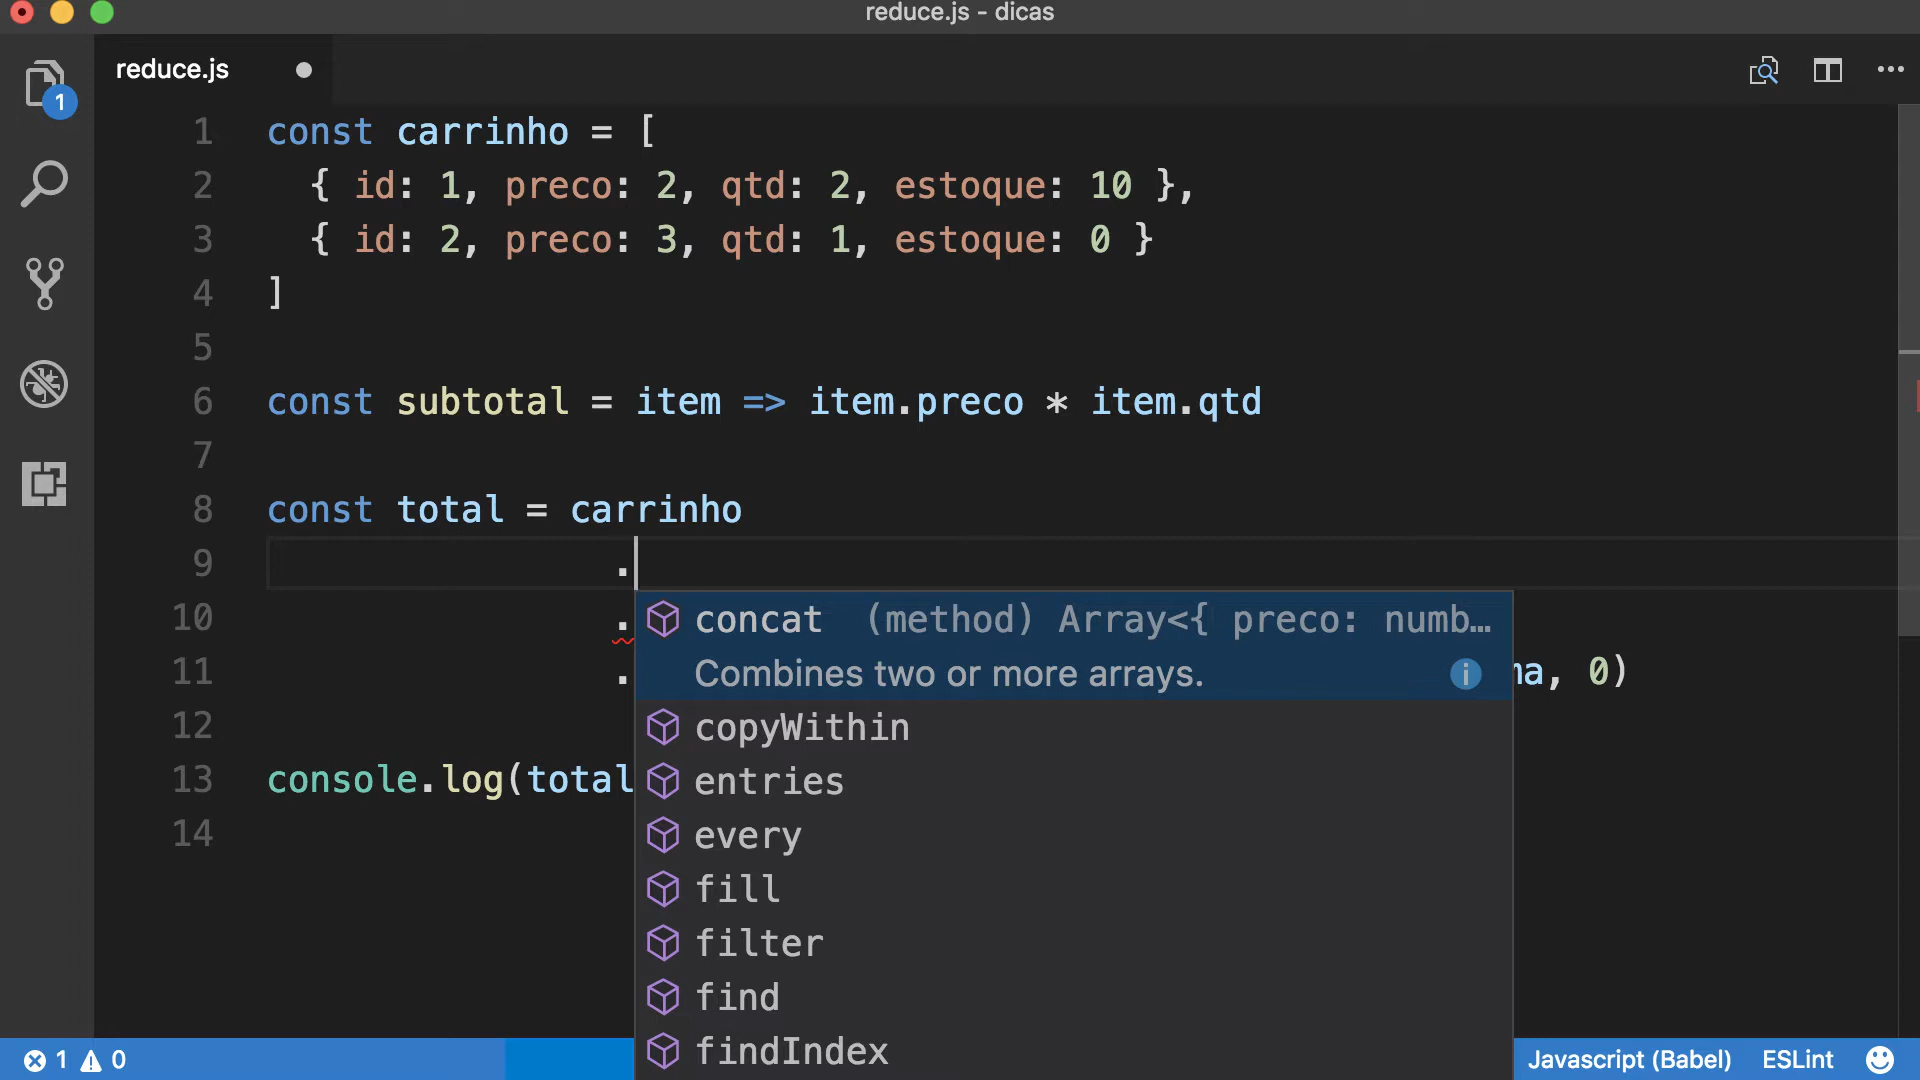 reduce.js - dicas
reduce.js
1
1 const carrinho = [
2 { id: 1, preco: 2, qtd: 2, estoque: 10 },
3 { id: 2, preco: 3, qtd: 1, estoque: 0 }
4 ]
5
6 const subtotal = item => item.preco * item.qtd
7
8 const total = carrinho
9 .
10 .
11 . ma, 0)
12
13 console.log(total
14
concat (method) Array<{ preco: numb…
Combines two or more arrays.
copyWithin
entries
every
fill
filter
find
findIndex
1 0
Javascript (Babel) ESLint